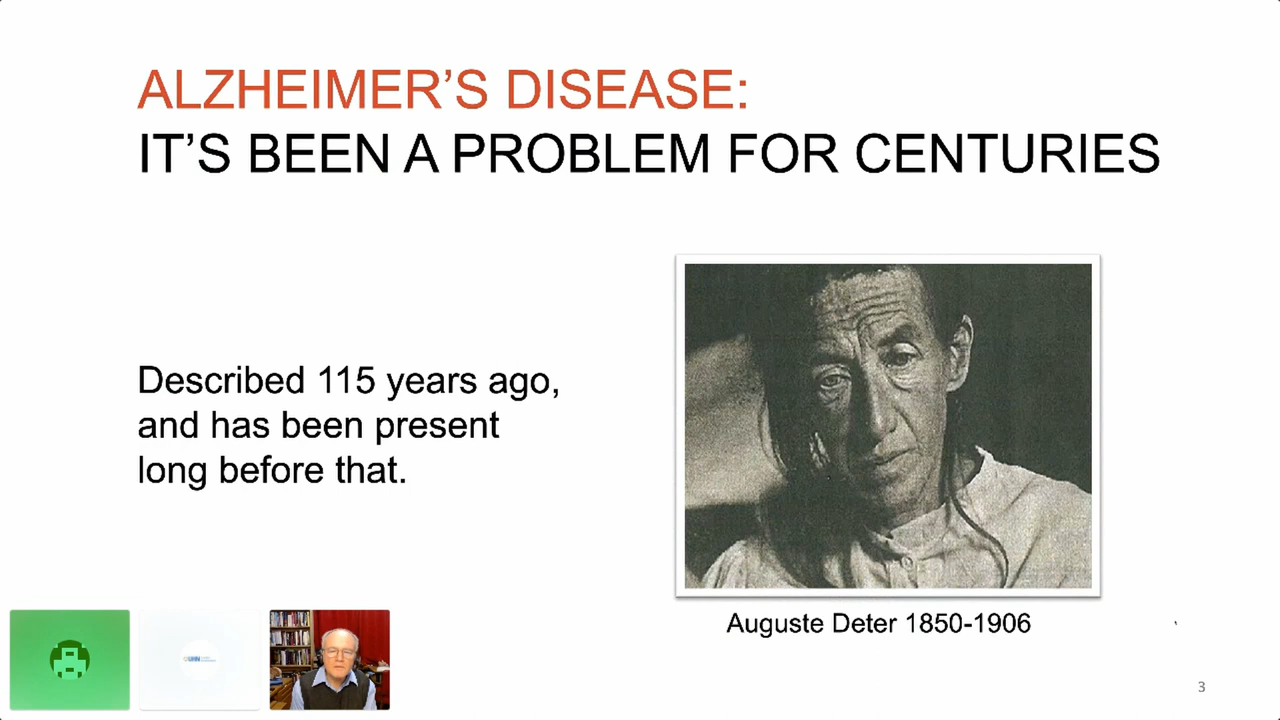 ALZHEIMER’S DISEASE:
IT’S BEEN A PROBLEM FOR CENTURIES
Described 115 years ago,
and has been present
long before that.
Auguste Deter 1850-1906
UHN
3